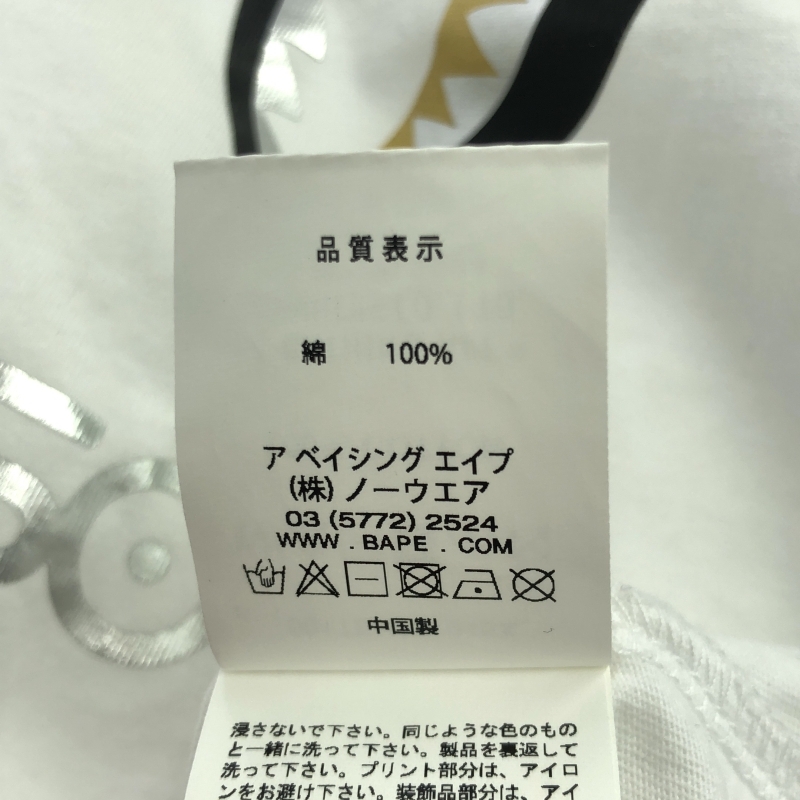 品質表示
綿 100%
ア ベイシング エイプ
(株) ノーウエア
03 (5772) 2524
WWW . BAPE . COM
中国製
浸さないで下さい。同じような色のもの
と一緒に洗って下さい。製品を裏返して
洗って下さい。プリント部分は、アイロ
ンをお避け下さい。装飾品部分は、アイ